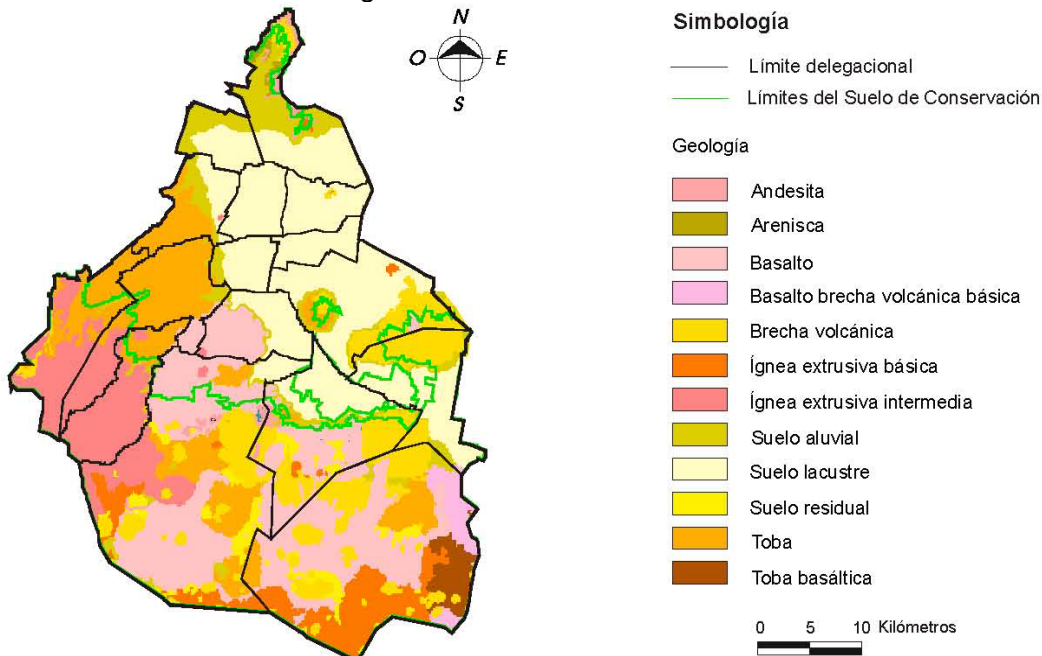 N
O E
S
Simbología
Límite delegacional
Límites del Suelo de Conservación
Geología
Andesita
Arenisca
Basalto
Basalto brecha volcánica básica
Brecha volcánica
Ígnea extrusiva básica
Ígnea extrusiva intermedia
Suelo aluvial
Suelo lacustre
Suelo residual
Toba
Toba basáltica
0 5 10 Kilómetros